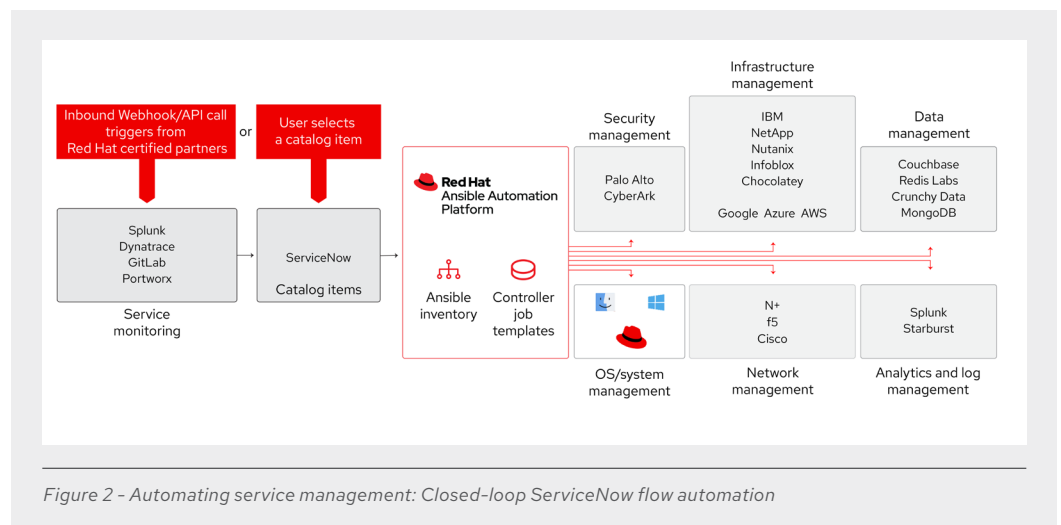 Inbound Webhook/API call
triggers from
Red Hat certified partners
or
User selects
a catalog item
Splunk
Dynatrace
GitLab
Portworx
Service
monitoring
ServiceNow
Catalog items
Red Hat
Ansible Automation
Platform
Ansible
inventory
Controller
job
templates
Security
management
Palo Alto
CyberArk
Infrastructure
management
IBM
NetApp
Nutanix
Infoblox
Chocolatey
Google Azure AWS
Data
management
Couchbase
Redis Labs
Crunchy Data
MongoDB
OS/system
management
N+
f5
Cisco
Network
management
Splunk
Starburst
Analytics and log
management
Figure 2 - Automating service management: Closed-loop ServiceNow flow automation